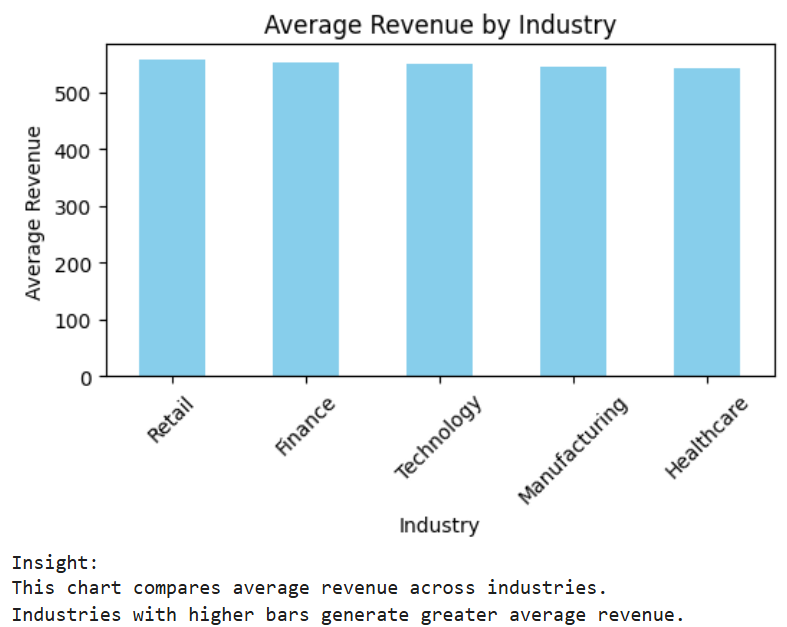 Average Revenue by Industry
Average Revenue
500
400
300
200
100
0
Retail
Finance
Technology
Manufacturing
Healthcare
Industry
Insight:
This chart compares average revenue across industries.
Industries with higher bars generate greater average revenue.